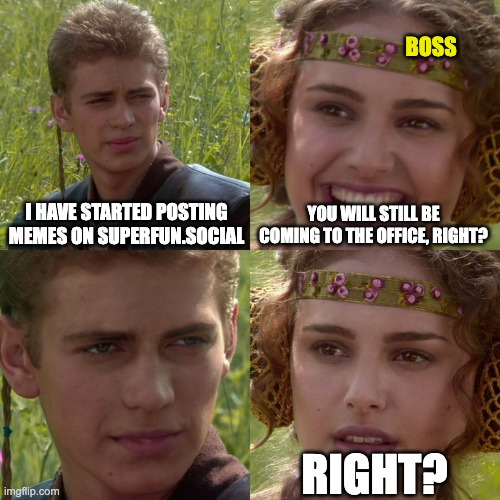 BOSS
I HAVE STARTED POSTING
MEMES ON SUPERFUN.SOCIAL
YOU WILL STILL BE
COMING TO THE OFFICE, RIGHT?
RIGHT?
imgflip.com